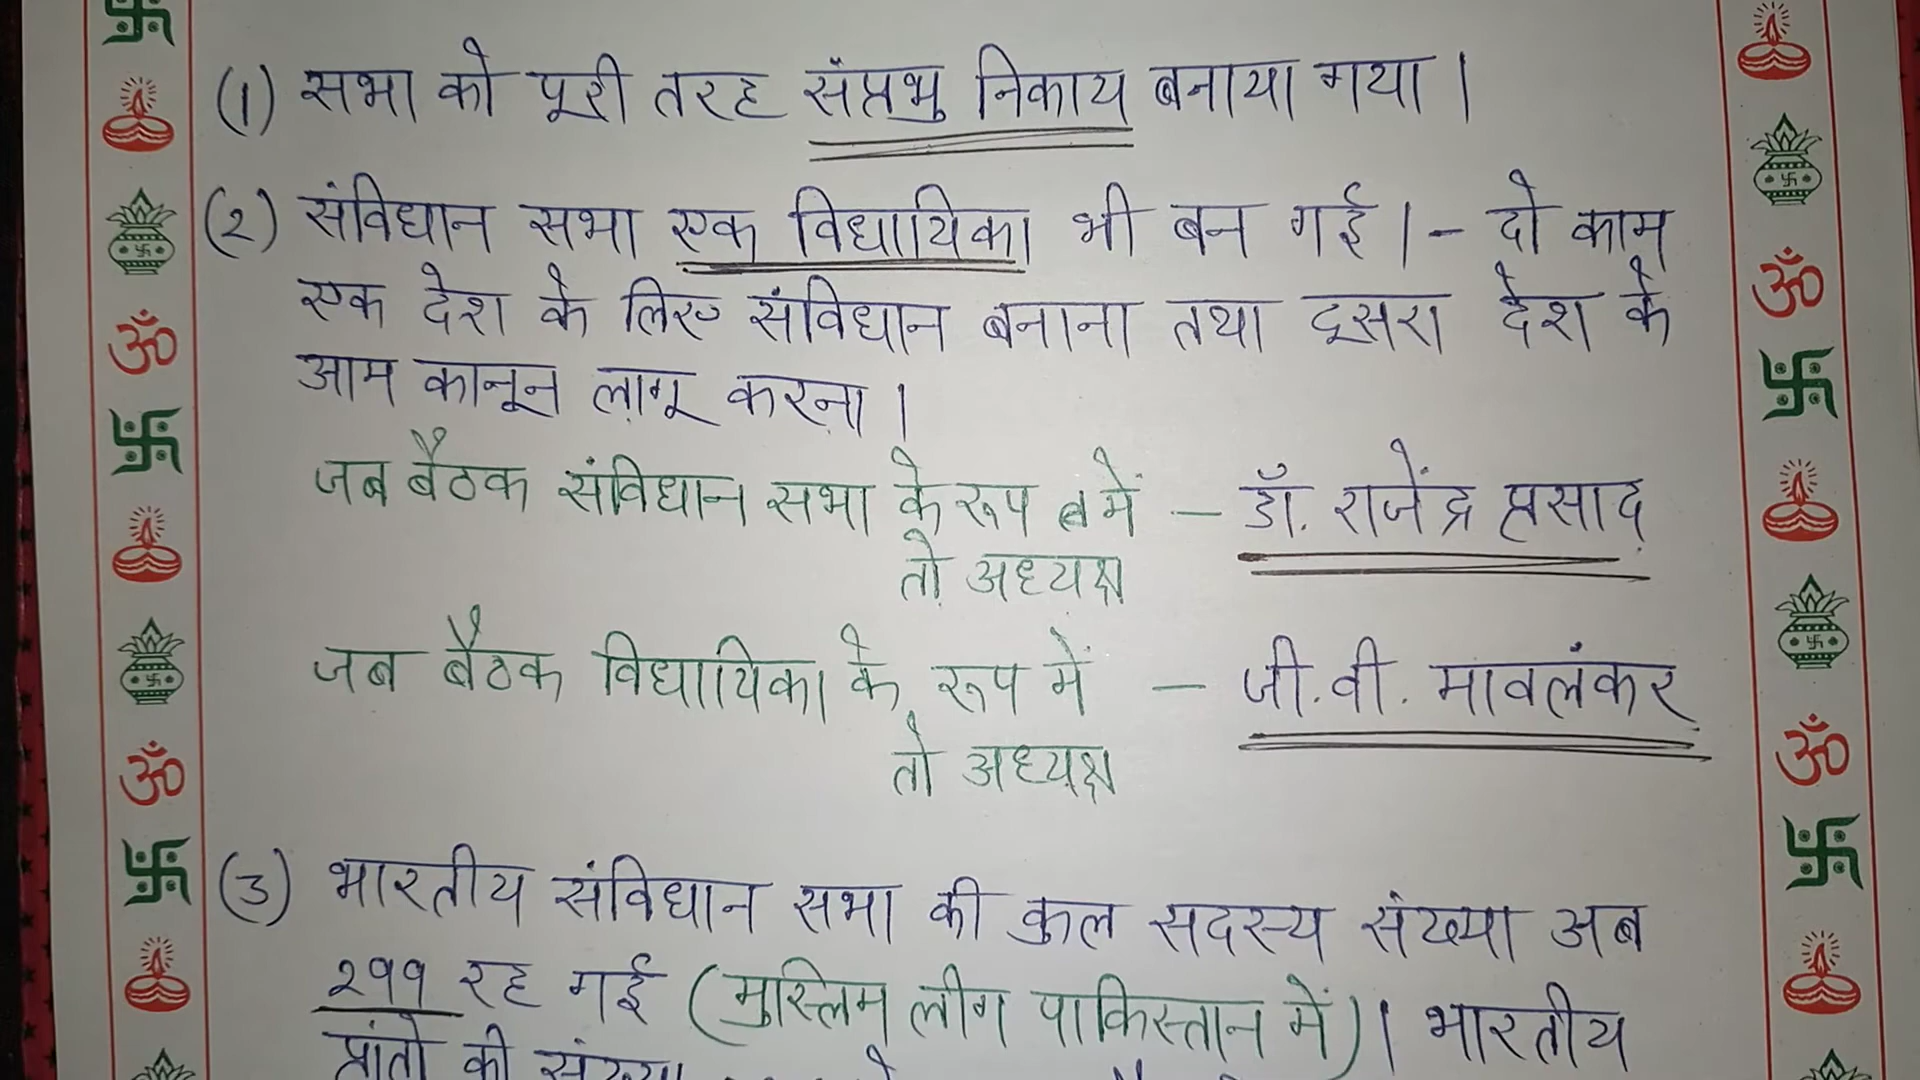 (1) सभा को पूरी तरह संप्रभु निकाय बनाया गया।
(2) संविधान सभा एक विधायिका भी बन गई। - दो काम
एक देश के लिए संविधान बनाना तथा दूसरा देश के
आम कानून लागू करना।
जब बैठक संविधान सभा के रूप में - डॉ. राजेंद्र प्रसाद
तो अध्यक्ष
जब बैठक विधायिका के रूप में - जी.वी. मावलंकर
तो अध्यक्ष
(3) भारतीय संविधान सभा की कुल सदस्य संख्या अब
२९९ रह गई (मुस्लिम लीग पाकिस्तान में)। भारतीय
प्रांतो की संख्या